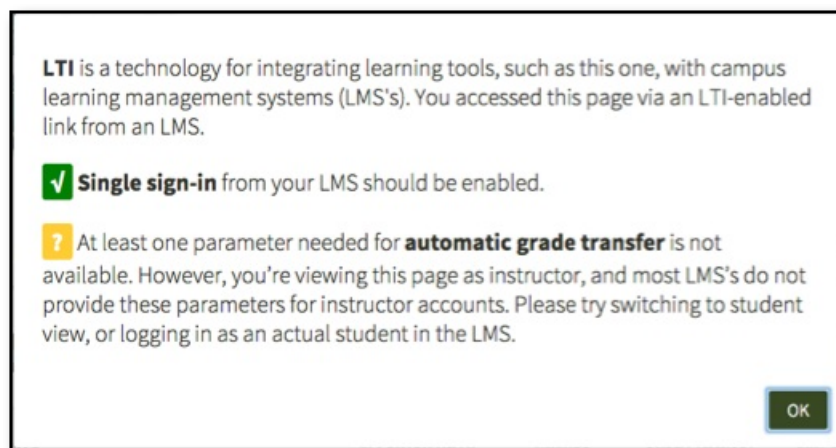 LTI is a technology for integrating learning tools, such as this one, with campus
learning management systems (LMS's). You accessed this page via an LTI-enabled
link from an LMS.
√ Single sign-in from your LMS should be enabled.
? At least one parameter needed for automatic grade transfer is not
available. However, you're viewing this page as instructor, and most LMS's do not
provide these parameters for instructor accounts. Please try switching to student
view, or logging in as an actual student in the LMS.
OK